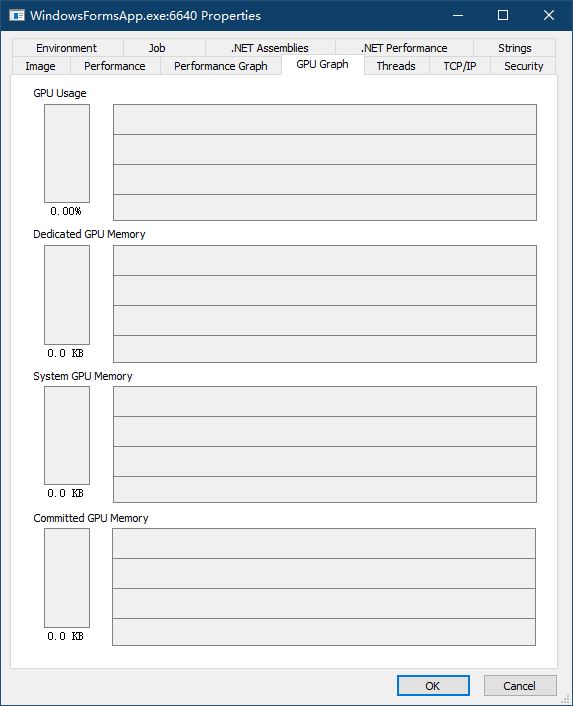 WindowsFormsApp.exe:6640 Properties
Environment Job .NET Assemblies .NET Performance Strings
Image Performance Performance Graph GPU Graph Threads TCP/IP Security
GPU Usage
0.00%
Dedicated GPU Memory
0.0 KB
System GPU Memory
0.0 KB
Committed GPU Memory
0.0 KB
OK Cancel